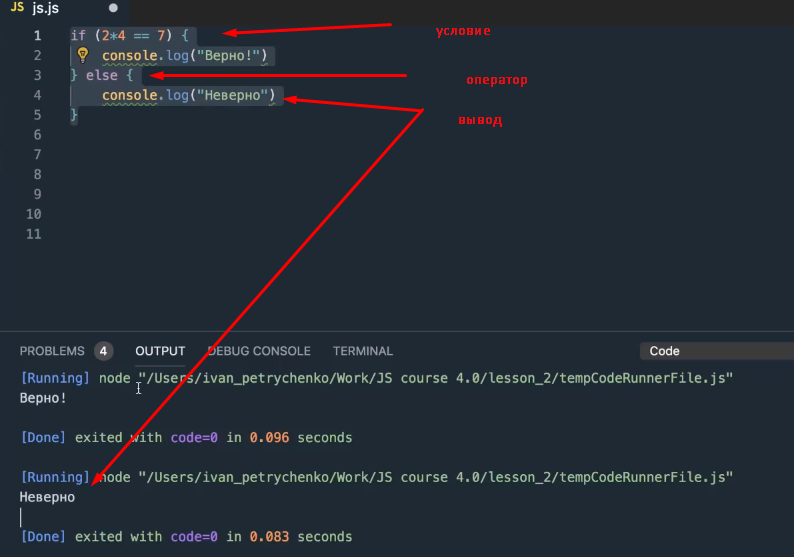 JS js.js
1 if (2*4 == 7) {
условие
2 console.log("Верно!")
3 } else {
оператор
4 console.log("Неверно")
вывод
5 }
6
7
8
9
10
11
PROBLEMS 4 OUTPUT DEBUG CONSOLE TERMINAL Code
[Running] node "/Users/ivan_petrychenko/Work/JS course 4.0/lesson_2/tempCodeRunnerFile.js"
Верно!
[Done] exited with code=0 in 0.096 seconds
[Running] node "/Users/ivan_petrychenko/Work/JS course 4.0/lesson_2/tempCodeRunnerFile.js"
Неверно
[Done] exited with code=0 in 0.083 seconds